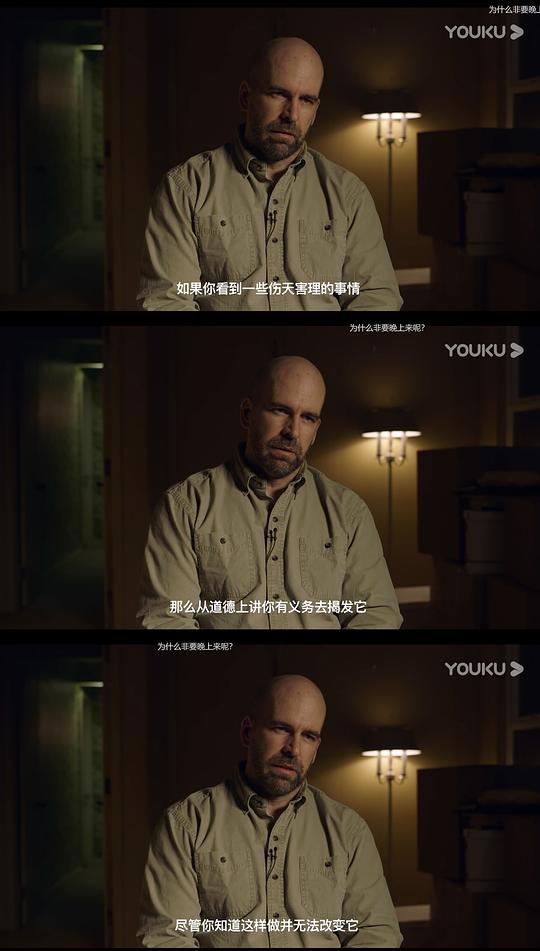 为什么非要晚上
YOUKU
如果你看到一些伤天害理的事情
为什么非要晚上来呢?
YOUKU
那么从道德上讲你有义务去揭发它
为什么非要晚上来呢?
YOUKU
尽管你知道这样做并无法改变它